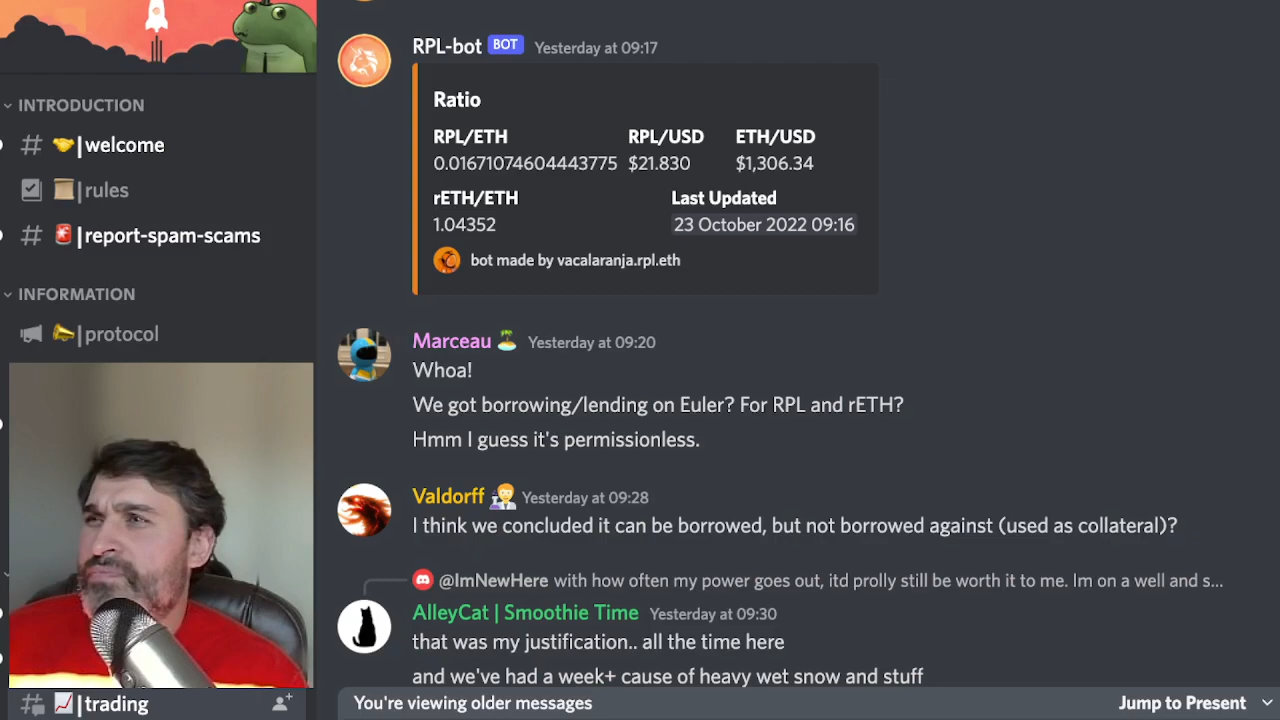 INTRODUCTION
# 🤝|welcome
📜|rules
# 🚨|report-spam-scams
INFORMATION
📣|protocol
# 📈|trading
RPL-bot BOT Yesterday at 09:17
Ratio
RPL/ETH RPL/USD ETH/USD
0.01671074604443775 $21.830 $1,306.34
rETH/ETH Last Updated
1.04352 23 October 2022 09:16
bot made by vacalaranja.rpl.eth
Marceau 🏝️ Yesterday at 09:20
Whoa!
We got borrowing/lending on Euler? For RPL and rETH?
Hmm I guess it's permissionless.
Valdorff 🧑‍🔬 Yesterday at 09:28
I think we concluded it can be borrowed, but not borrowed against (used as collateral)?
@ImNewHere with how often my power goes out, itd prolly still be worth it to me. Im on a well and s...
AlleyCat | Smoothie Time Yesterday at 09:30
that was my justification.. all the time here
and we've had a week+ cause of heavy wet snow and stuff
You're viewing older messages Jump to Present